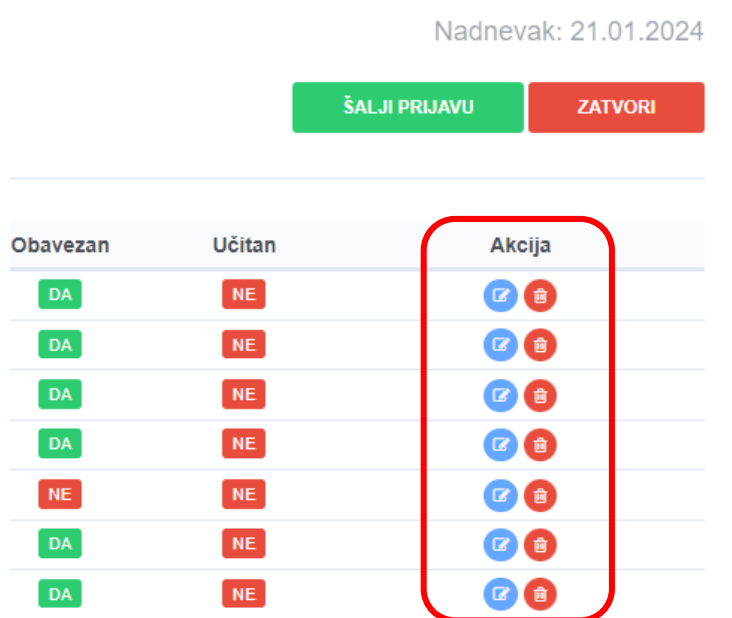 Nadnevak: 21.01.2024
ŠALJI PRIJAVU ZATVORI
Obavezan Učitan Akcija
DA NE
DA NE
DA NE
DA NE
NE NE
DA NE
DA NE